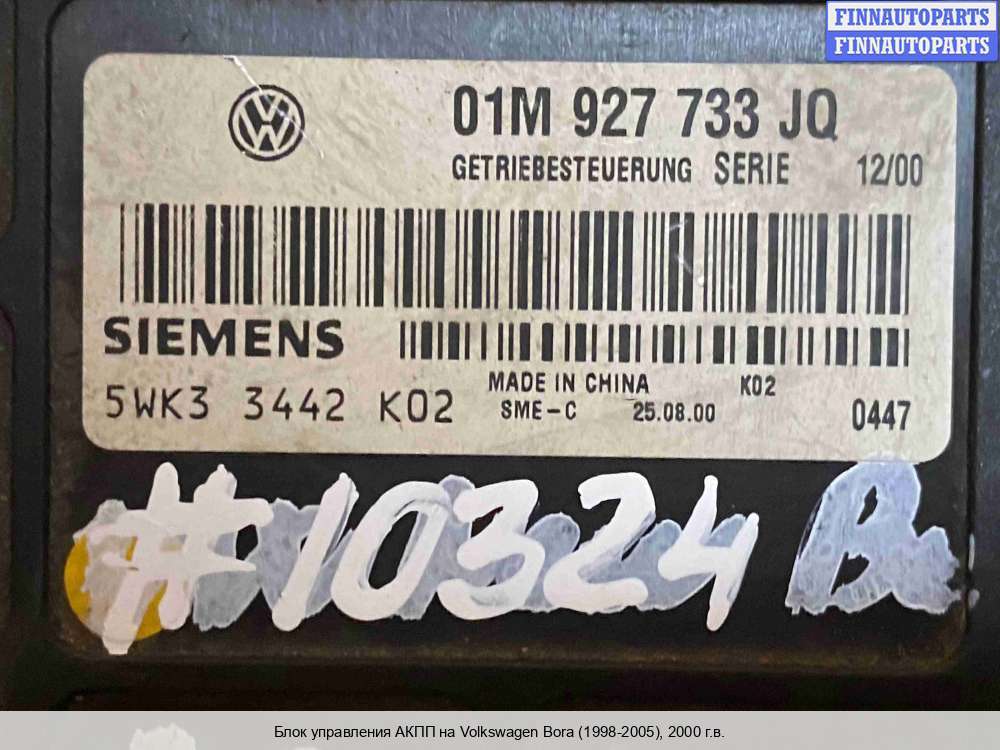 FINNAUTOPARTS
FINNAUTOPARTS
01M 927 733 JQ
GETRIEBESTEUERUNG SERIE 12/00
SIEMENS
MADE IN CHINA K02
5WK3 3442 K02 SME-C 25.08.00 0447
#10324 B
Блок управления АКПП на Volkswagen Bora (1998-2005), 2000 г.в.